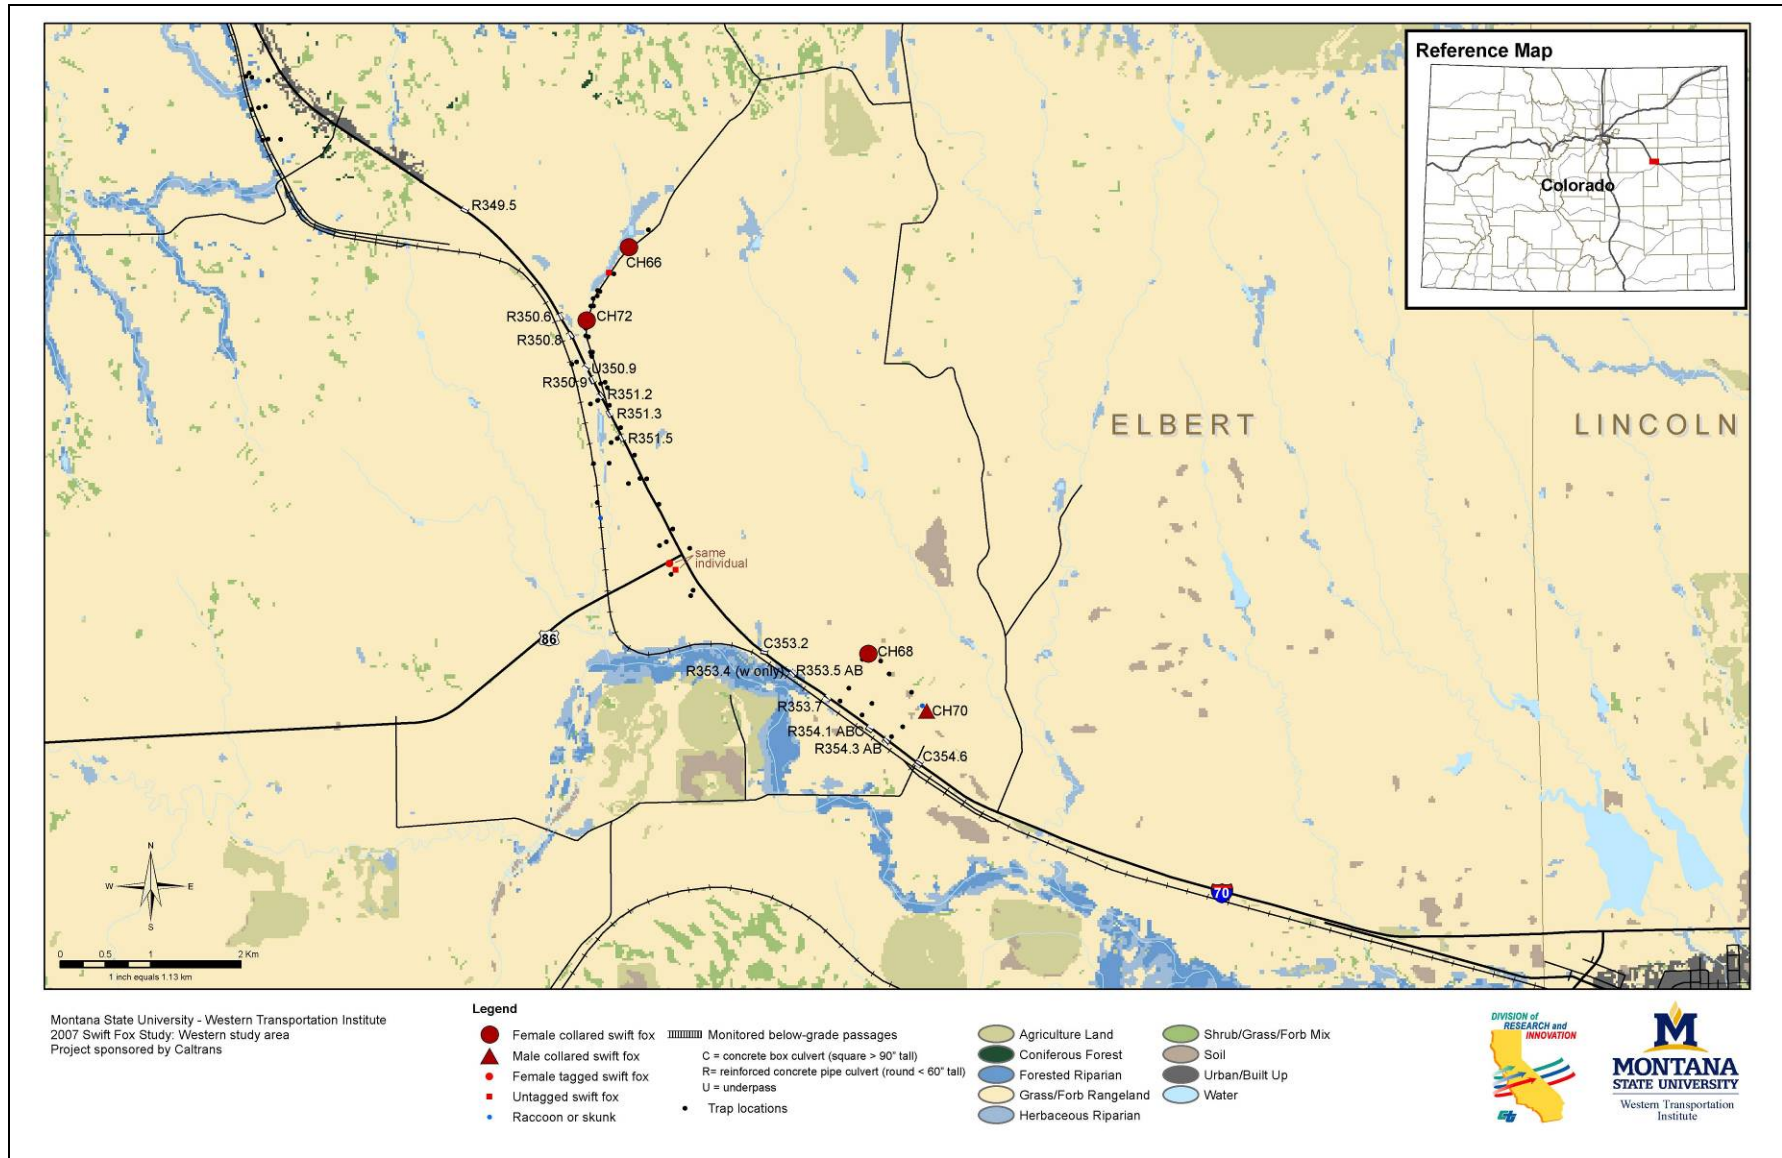 Reference Map
Colorado
R349.5
CH66
R350.6
CH72
R350.8
U350.9
R350.9
R351.2
R351.3
R351.5
ELBERT
LINCOLN
same
individual
86
C353.2
CH68
R353.4 (w only)
R353.5 AB
R353.7
CH70
R354.1 ABC
R354.3 AB
C354.6
70
N
W
E
S
0 0.5 1 2 Km
1 inch equals 1.13 km
Montana State University - Western Transportation Institute
2007 Swift Fox Study: Western study area
Project sponsored by Caltrans
Legend
Female collared swift fox
Male collared swift fox
Female tagged swift fox
Untagged swift fox
Raccoon or skunk
Monitored below-grade passages
C = concrete box culvert (square > 90" tall)
R= reinforced concrete pipe culvert (round < 60" tall)
U = underpass
Trap locations
Agriculture Land
Coniferous Forest
Forested Riparian
Grass/Forb Rangeland
Herbaceous Riparian
Shrub/Grass/Forb Mix
Soil
Urban/Built Up
Water
DIVISION of
RESEARCH and
INNOVATION
M
MONTANA
STATE UNIVERSITY
Western Transportation
Institute